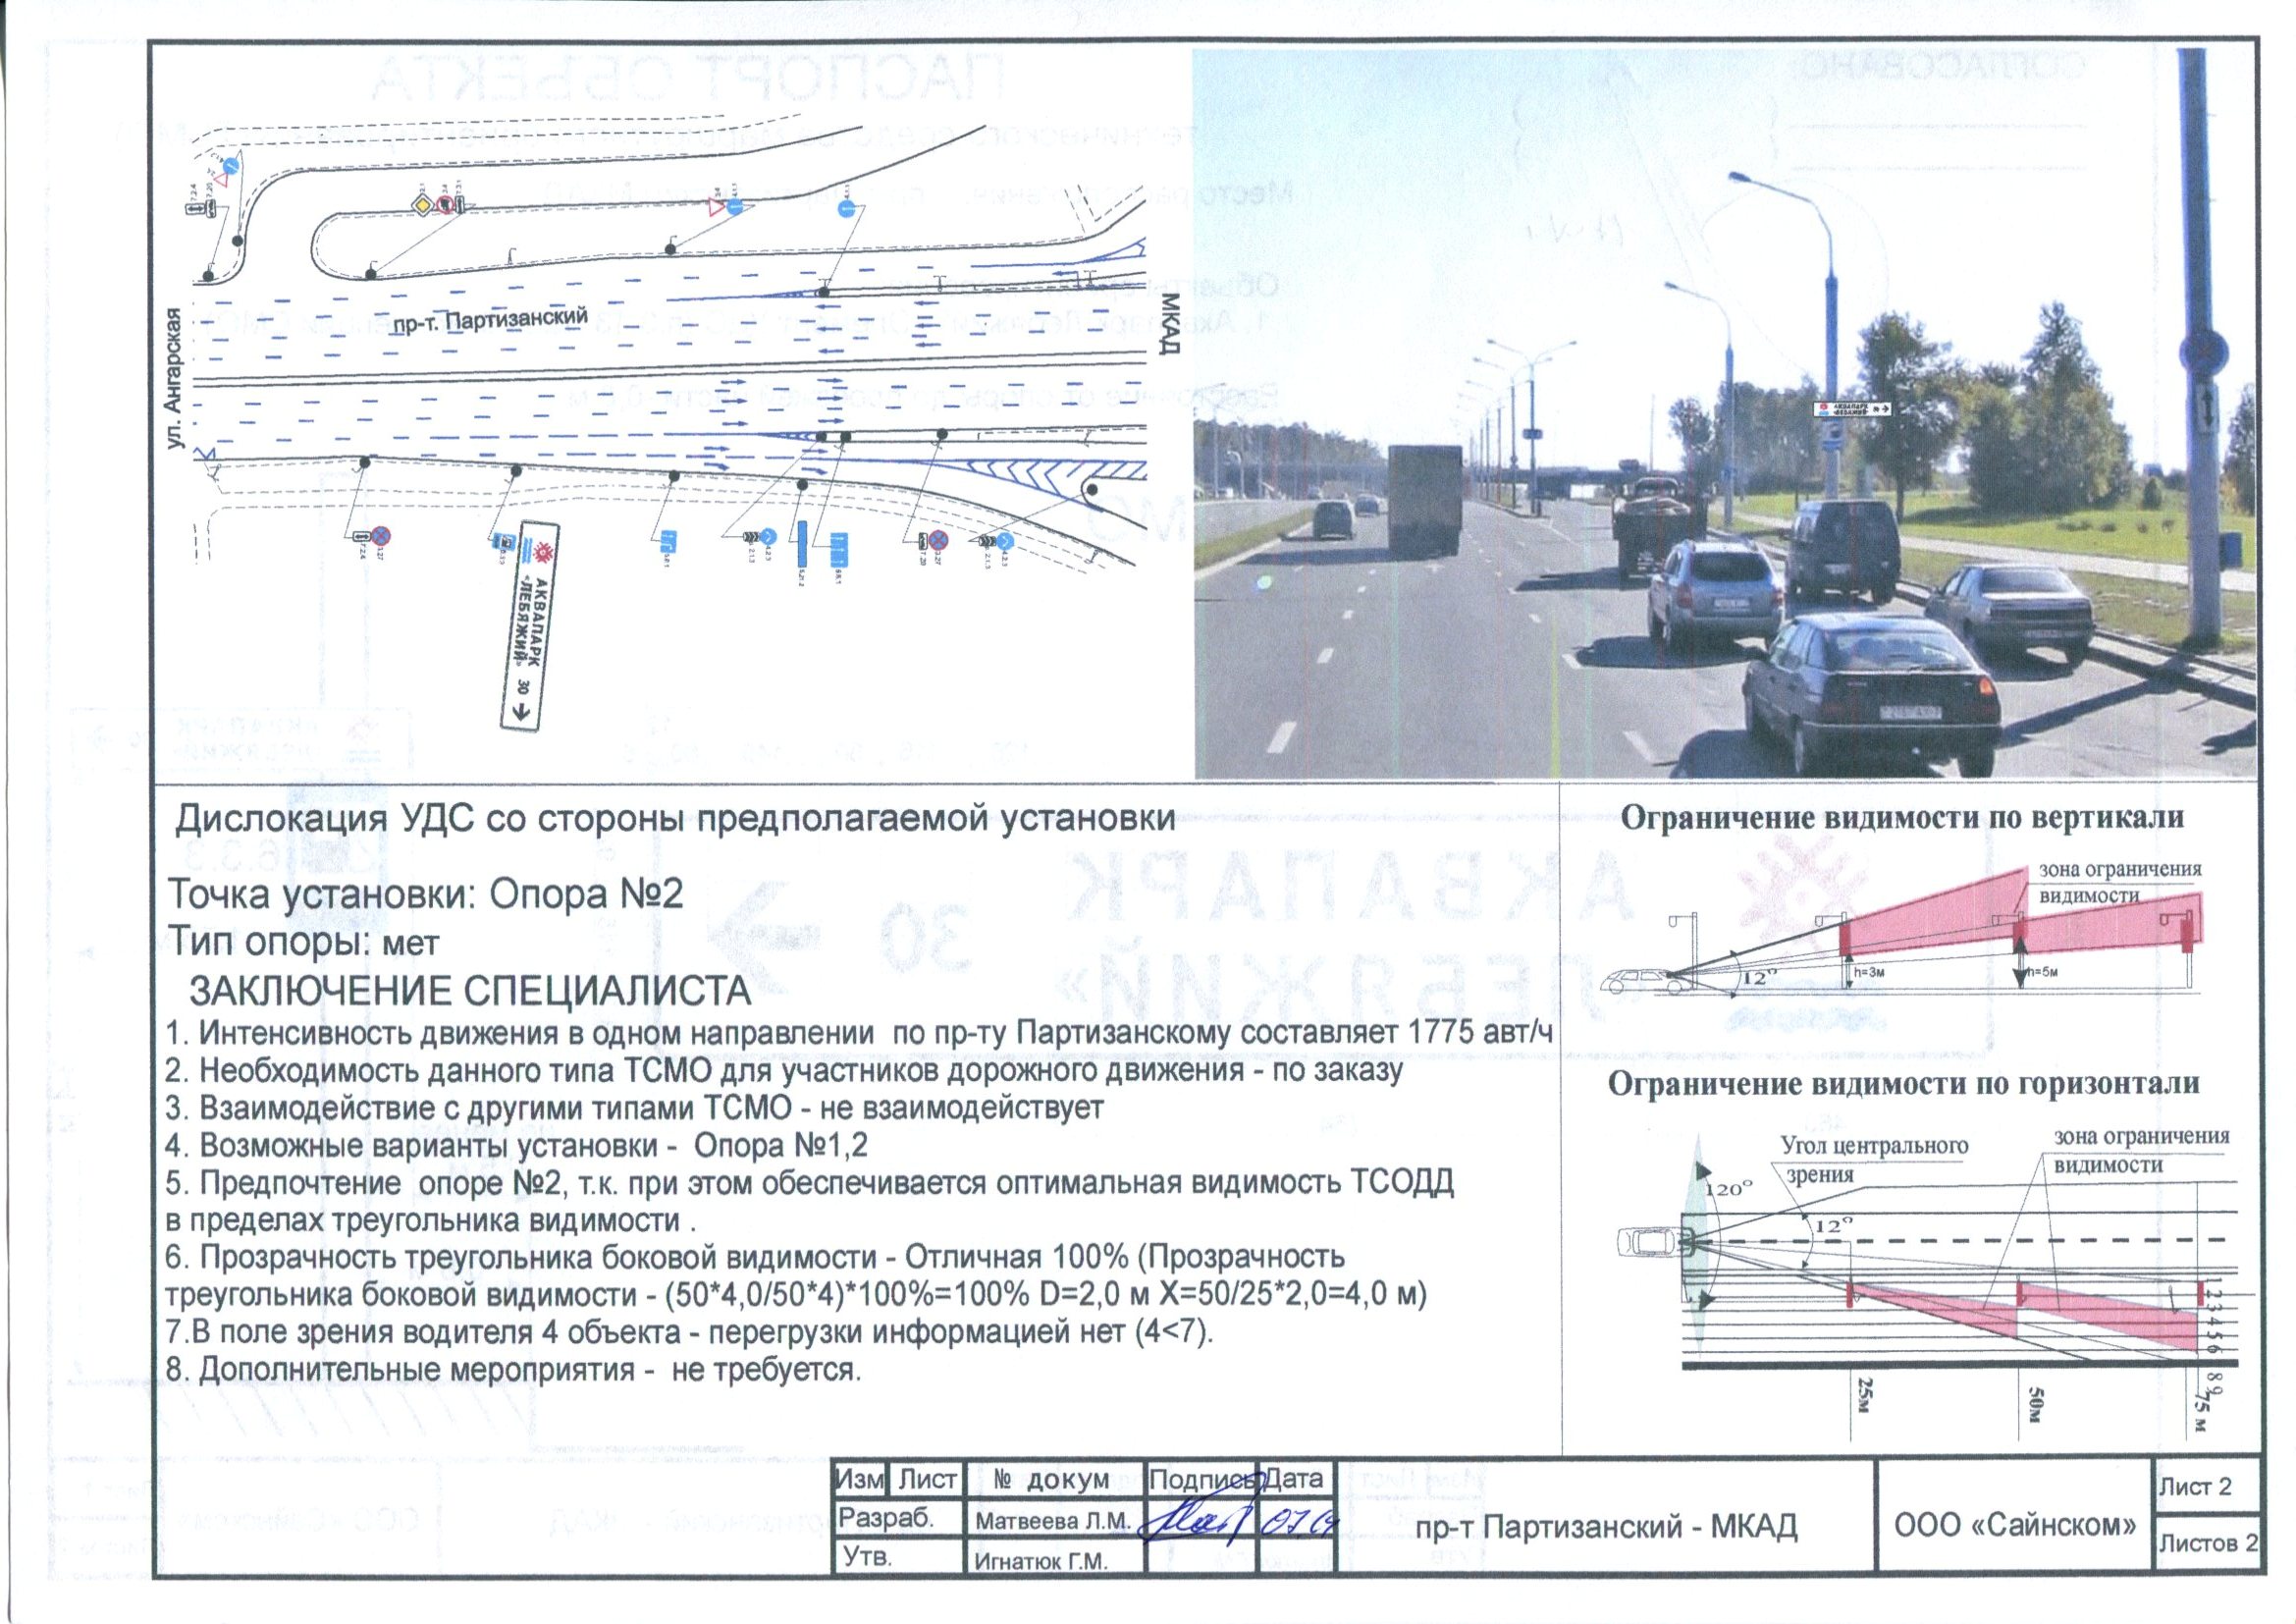 ул. Ангарская
пр-т. Партизанский
МКАД
АКВАПАРК
«ЛЕБЯЖИЙ»
30
Дислокация УДС со стороны предполагаемой установки
Точка установки: Опора №2
Тип опоры: мет
ЗАКЛЮЧЕНИЕ СПЕЦИАЛИСТА
1. Интенсивность движения в одном направлении по пр-ту Партизанскому составляет 1775 авт/ч
2. Необходимость данного типа ТСМО для участников дорожного движения - по заказу
3. Взаимодействие с другими типами ТСМО - не взаимодействует
4. Возможные варианты установки - Опора №1,2
5. Предпочтение опоре №2, т.к. при этом обеспечивается оптимальная видимость ТСОДД
в пределах треугольника видимости .
6. Прозрачность треугольника боковой видимости - Отличная 100% (Прозрачность
треугольника боковой видимости - (50*4,0/50*4)*100%=100% D=2,0 м X=50/25*2,0=4,0 м)
7.В поле зрения водителя 4 объекта - перегрузки информацией нет (4<7).
8. Дополнительные мероприятия - не требуется.
Ограничение видимости по вертикали
зона ограничения
видимости
12°
h=3м
h=5м
Ограничение видимости по горизонтали
Угол центрального
зрения
зона ограничения
видимости
120°
12°
1 2 3 4 5 6
8 9
25м
50м
75 м
Изм Лист № докум Подпись Дата
Разраб. Матвеева Л.М.
Утв. Игнатюк Г.М.
пр-т Партизанский - МКАД
ООО «Сайнском»
Лист 2
Листов 2